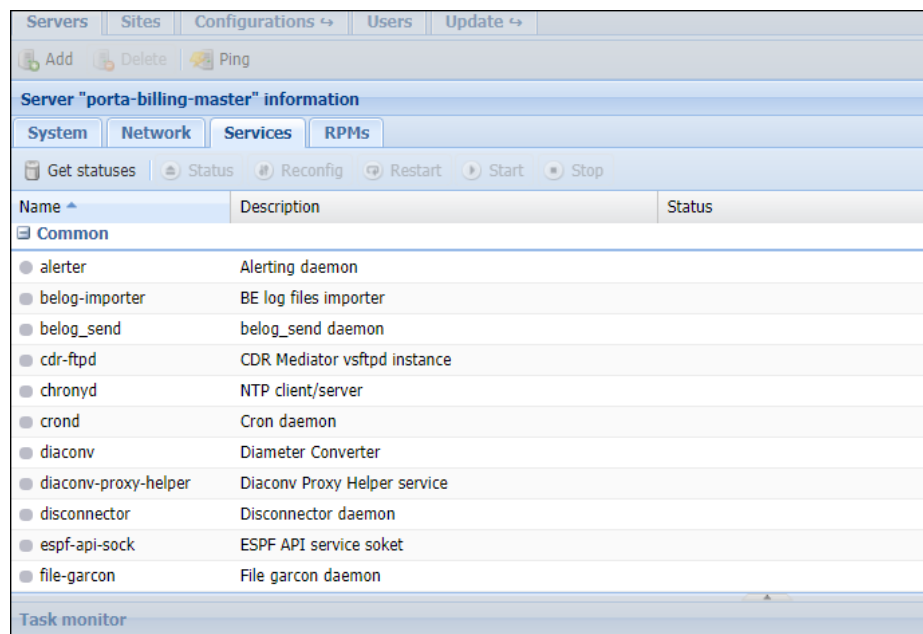 Servers Sites Configurations ↪ Users Update ↪
Add Delete Ping
Server "porta-billing-master" information
System Network Services RPMs
Get statuses Status Reconfig Restart Start Stop
Name Description Status
Common
alerter Alerting daemon
belog-importer BE log files importer
belog_send belog_send daemon
cdr-ftpd CDR Mediator vsftpd instance
chronyd NTP client/server
crond Cron daemon
diaconv Diameter Converter
diaconv-proxy-helper Diaconv Proxy Helper service
disconnector Disconnector daemon
espf-api-sock ESPF API service soket
file-garcon File garcon daemon
Task monitor